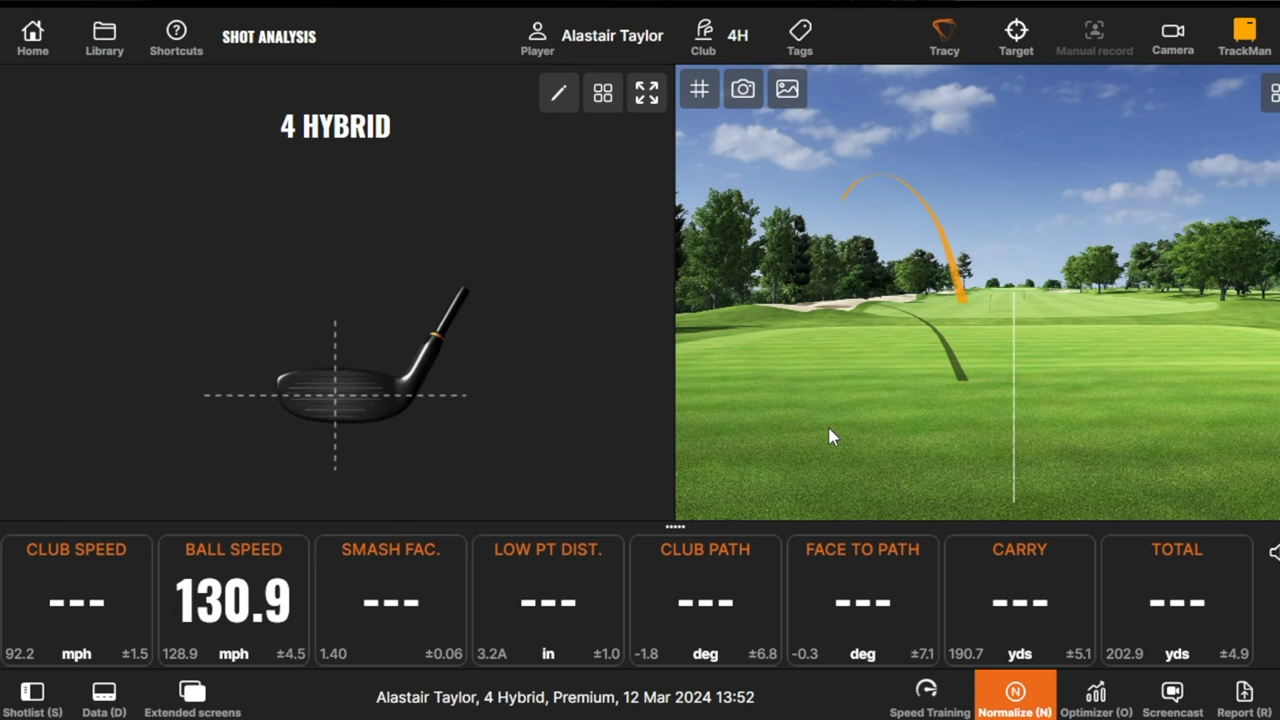 Home
Library
Shortcuts
SHOT ANALYSIS
Player
Alastair Taylor
Club
4H
Tags
Tracy
Target
Manual record
Camera
TrackMan
4 HYBRID
CLUB SPEED
---
92.2 mph ±1.5
BALL SPEED
130.9
128.9 mph ±4.5
SMASH FAC.
---
1.40 ±0.06
LOW PT DIST.
---
3.2A in ±1.0
CLUB PATH
---
-1.8 deg ±6.8
FACE TO PATH
---
-0.3 deg ±7.1
CARRY
---
190.7 yds ±5.1
TOTAL
---
202.9 yds ±4.9
Shotlist (S)
Data (D)
Extended screens
Alastair Taylor, 4 Hybrid, Premium, 12 Mar 2024 13:52
Speed Training
N
Normalize (N)
Optimizer (O)
Screencast
Report (R)